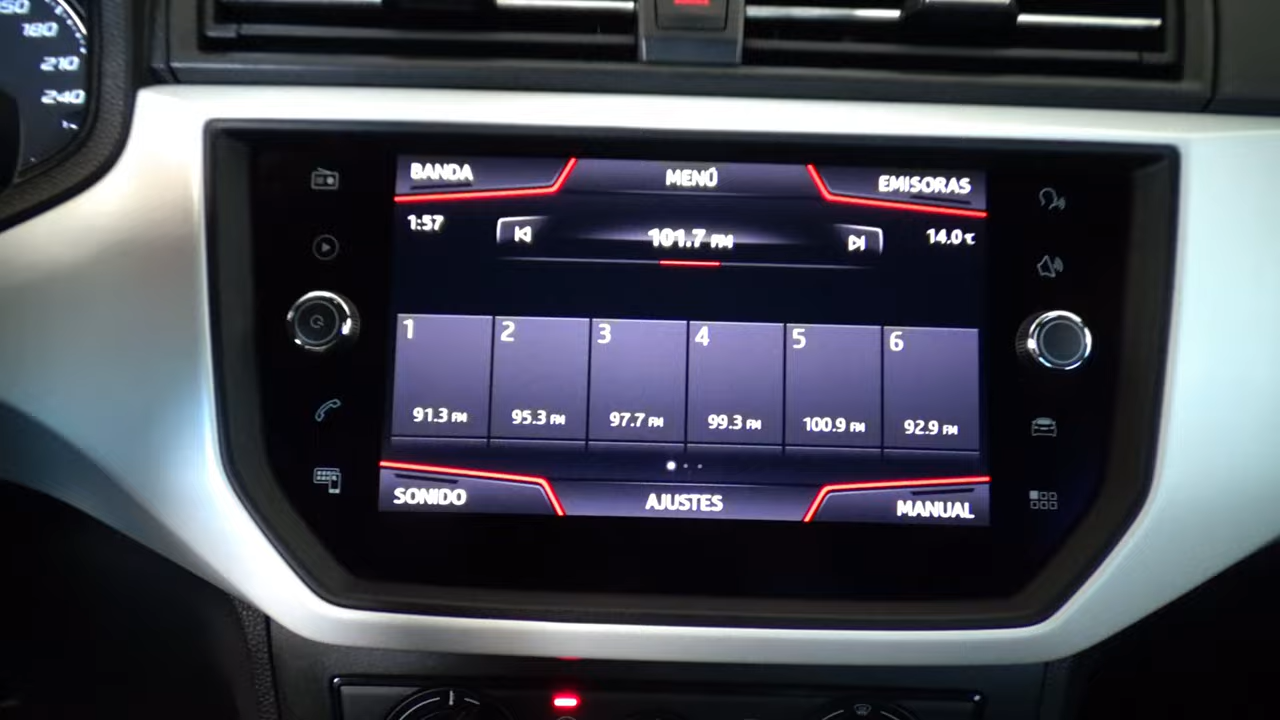 180
210
240
BANDA MENÚ EMISORAS
1:57 101.7 FM 14.0℃
1 2 3 4 5 6
91.3 FM 95.3 FM 97.7 FM 99.3 FM 100.9 FM 92.9 FM
SONIDO AJUSTES MANUAL